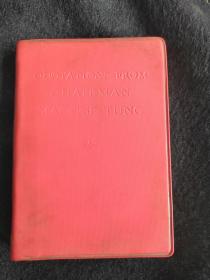 QUOTATIONS FROM
CHAIRMAN
MAO TSE-TUNG